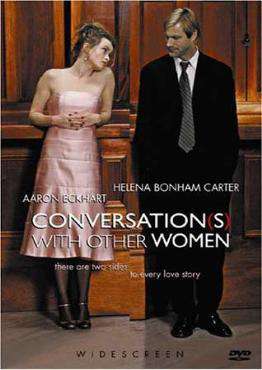 HELENA BONHAM CARTER
AARON ECKHART
CONVERSATION(S)
WITH OTHER WOMEN
there are two sides
to every love story
WIDESCREEN
DVD